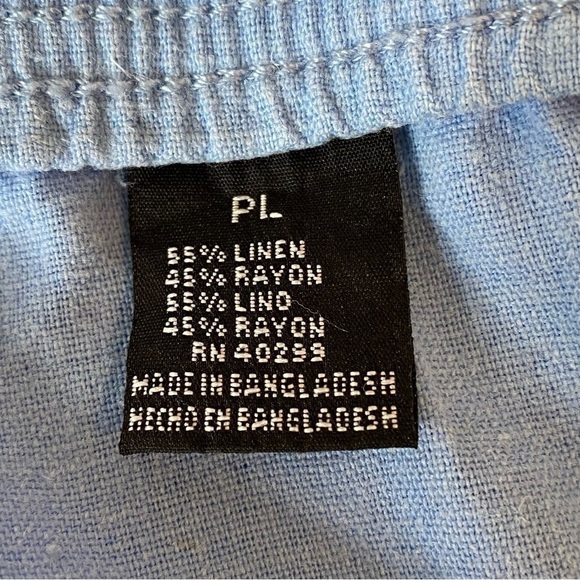 PL
55% LINEN
45% RAYON
55% LINO
45% RAYON
RN 40299
MADE IN BANGLADESH
HECHO EN BANGLADESH